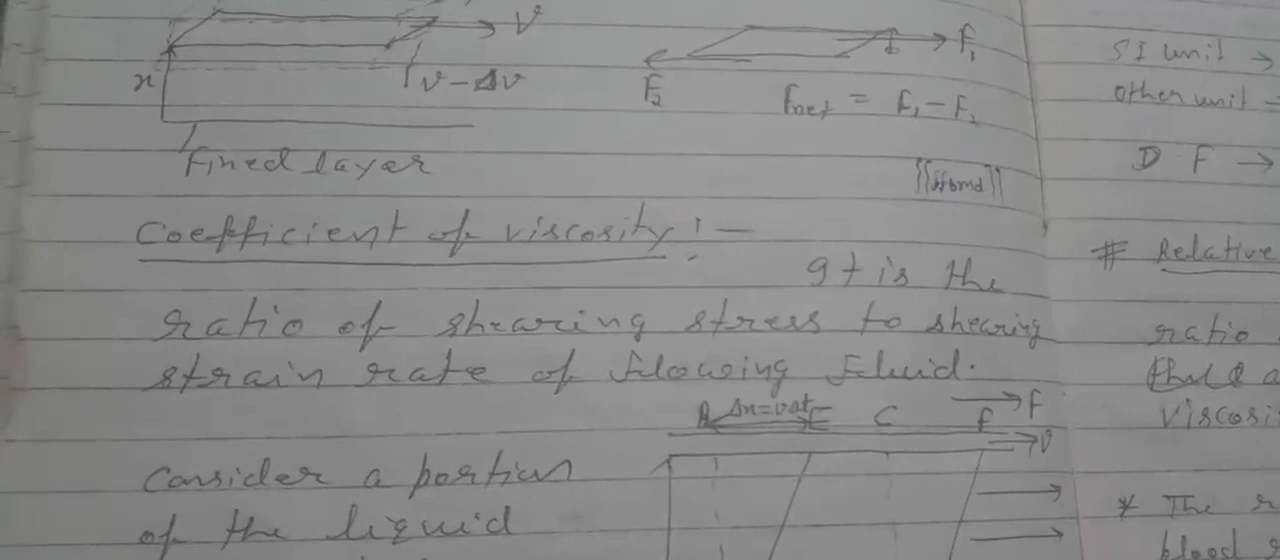 V
x
v - Δv
F₁
F₂
Fnet = F₁ - F₂
Fixed layer
Coefficient of viscosity :-
It is the
ratio of shearing stress to shearing
strain rate of flowing fluid.
Δx = vΔt
C
F
F
v
Consider a portion
of the liquid
SI unit →
other unit -
D F →
# Relative
ratio
viscosi
* The r
blood